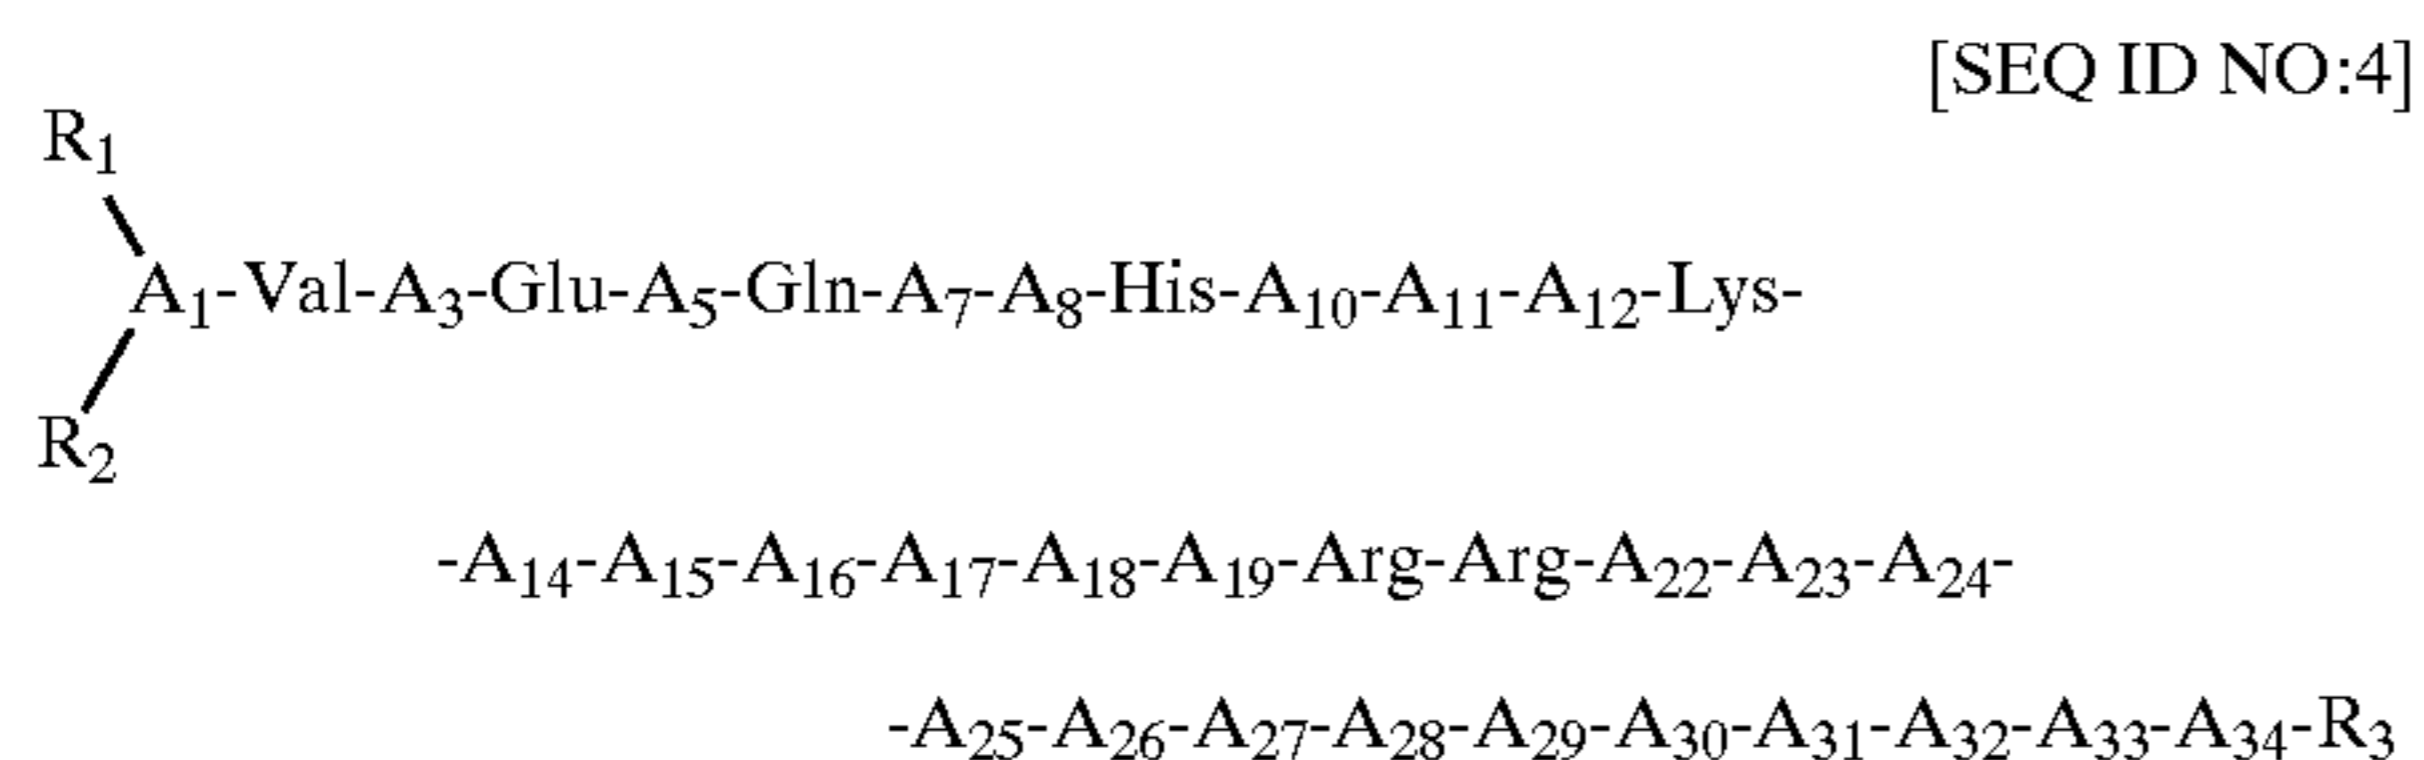 [SEQ ID NO:4]
R₁
A₁-Val-A₃-Glu-A₅-Gln-A₇-A₈-His-A₁₀-A₁₁-A₁₂-Lys-
R₂
-A₁₄-A₁₅-A₁₆-A₁₇-A₁₈-A₁₉-Arg-Arg-A₂₂-A₂₃-A₂₄-
-A₂₅-A₂₆-A₂₇-A₂₈-A₂₉-A₃₀-A₃₁-A₃₂-A₃₃-A₃₄-R₃